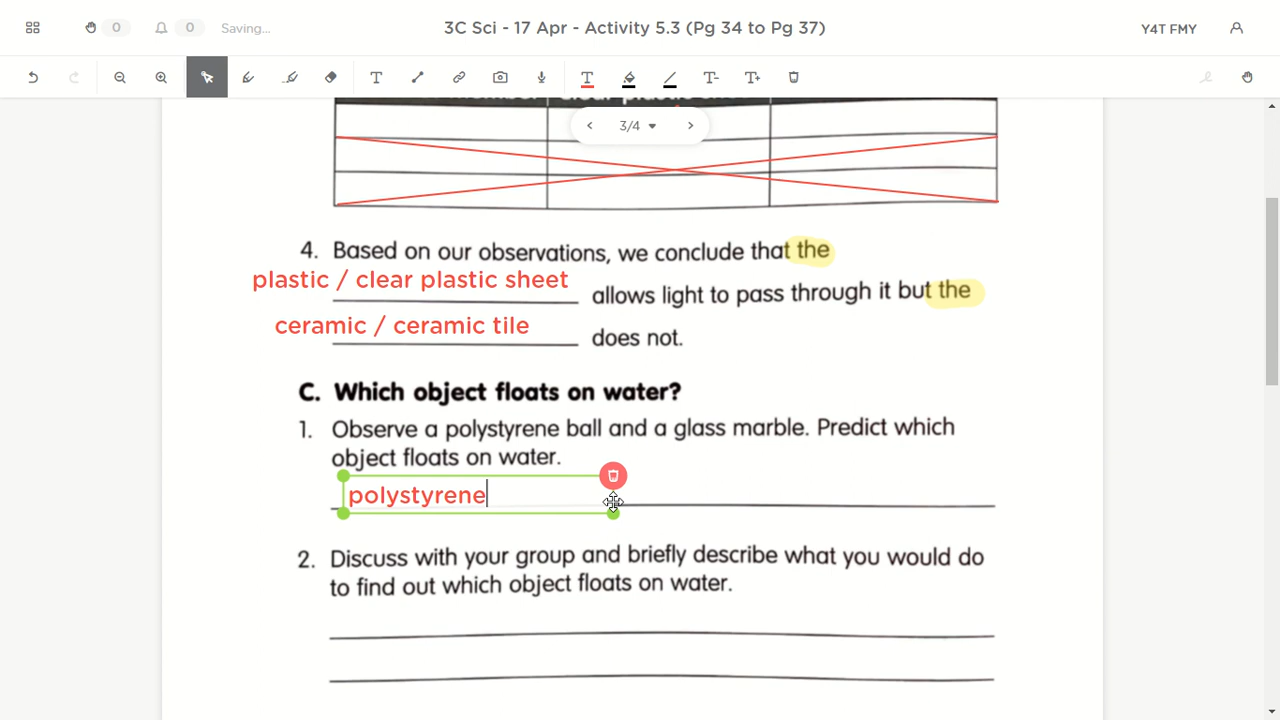 0
0
Saving...
3C Sci - 17 Apr - Activity 5.3 (Pg 34 to Pg 37)
Y4T FMY
3/4
4. Based on our observations, we conclude that the
plastic / clear plastic sheet
allows light to pass through it but the
ceramic / ceramic tile
does not.
C. Which object floats on water?
1. Observe a polystyrene ball and a glass marble. Predict which
object floats on water.
polystyrene
2. Discuss with your group and briefly describe what you would do
to find out which object floats on water.